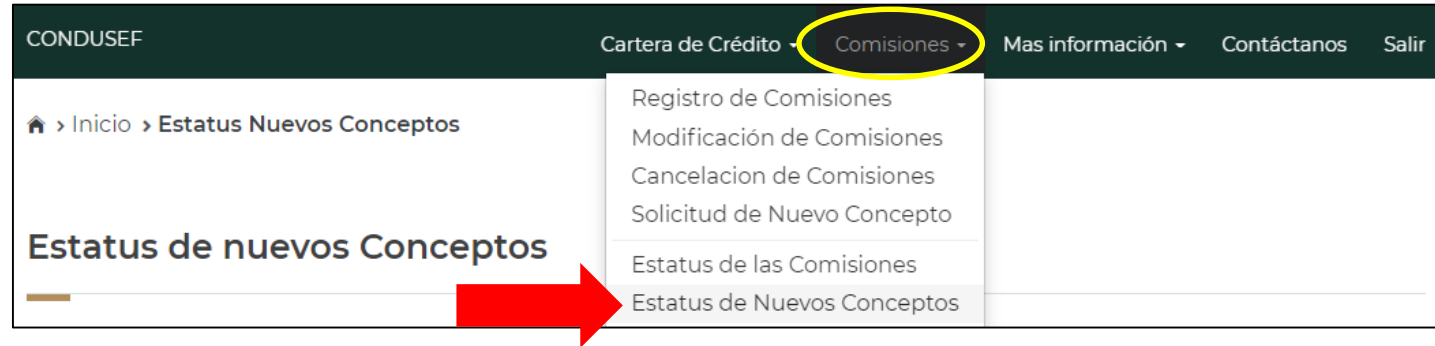 CONDUSEF
Cartera de Crédito Comisiones Mas información Contáctanos Salir
Registro de Comisiones
Modificación de Comisiones
Cancelacion de Comisiones
Solicitud de Nuevo Concepto
Estatus de las Comisiones
Estatus de Nuevos Conceptos
> Inicio > Estatus Nuevos Conceptos
Estatus de nuevos Conceptos